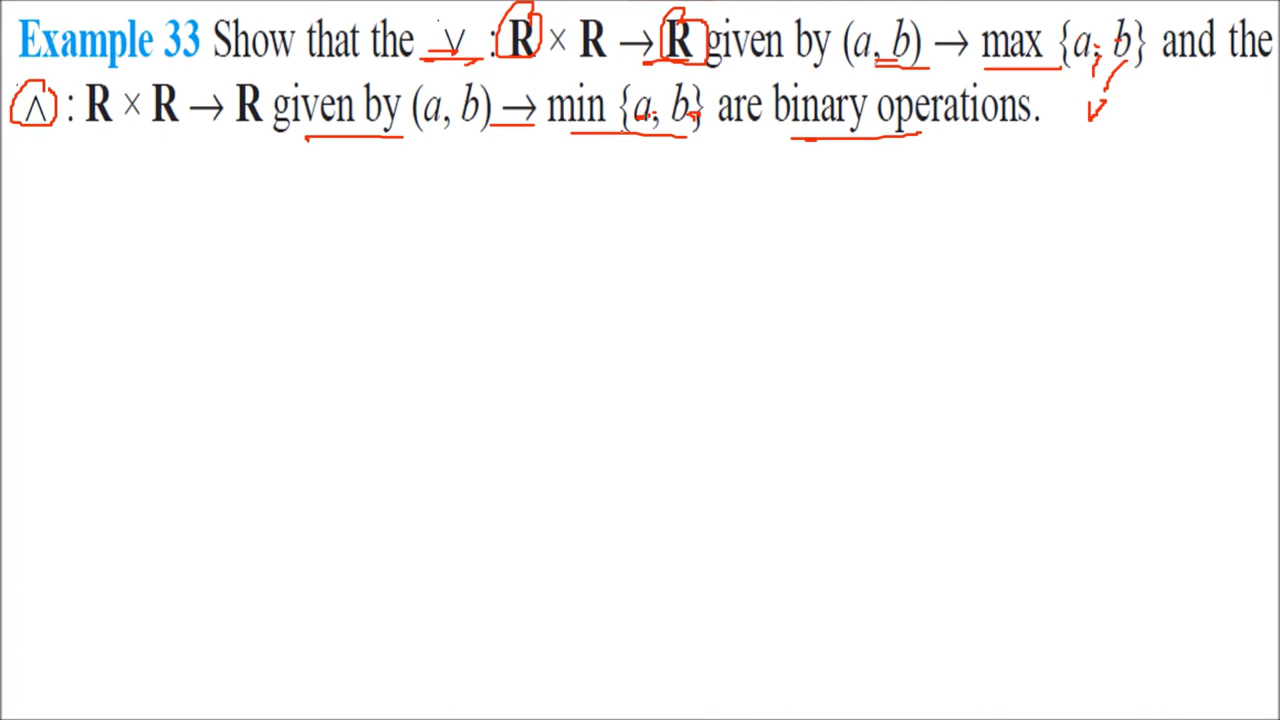 Example 33 Show that the ∨ : R × R → R given by (a, b) → max {a, b} and the
∧ : R × R → R given by (a, b) → min {a, b} are binary operations.